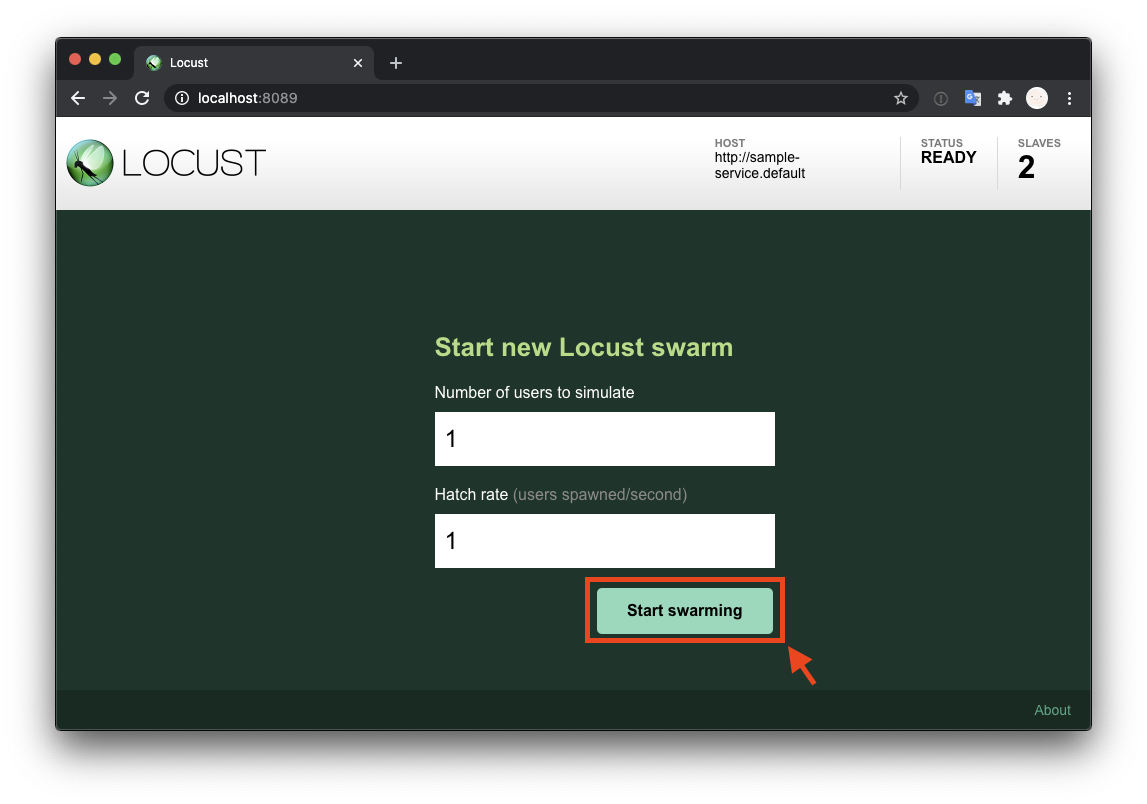 Locust
localhost:8089
LOCUST
HOST
http://sample-
service.default
STATUS
READY
SLAVES
2
Start new Locust swarm
Number of users to simulate
1
Hatch rate (users spawned/second)
1
Start swarming
About